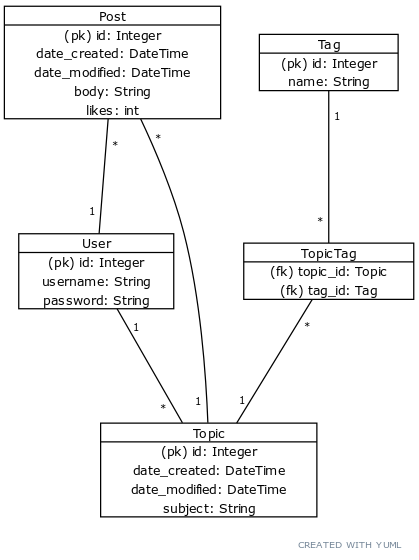 Post
(pk) id: Integer
date_created: DateTime
date_modified: DateTime
body: String
likes: int
Tag
(pk) id: Integer
name: String
*
*
1
1
*
User
(pk) id: Integer
username: String
password: String
TopicTag
(fk) topic_id: Topic
(fk) tag_id: Tag
1
*
*
1
1
Topic
(pk) id: Integer
date_created: DateTime
date_modified: DateTime
subject: String
CREATED WITH YUML